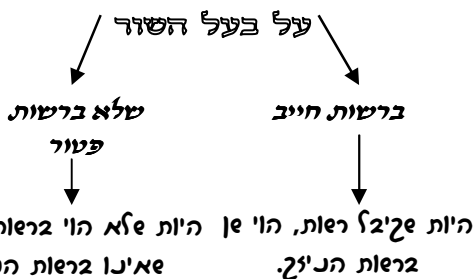 על בעל השור
ברשות חייב
שלא ברשות
פטור
היות שקיבל רשות, הוי שן
ברשות הניזק.
היות שלא הוי ברשות
שאינו ברשות